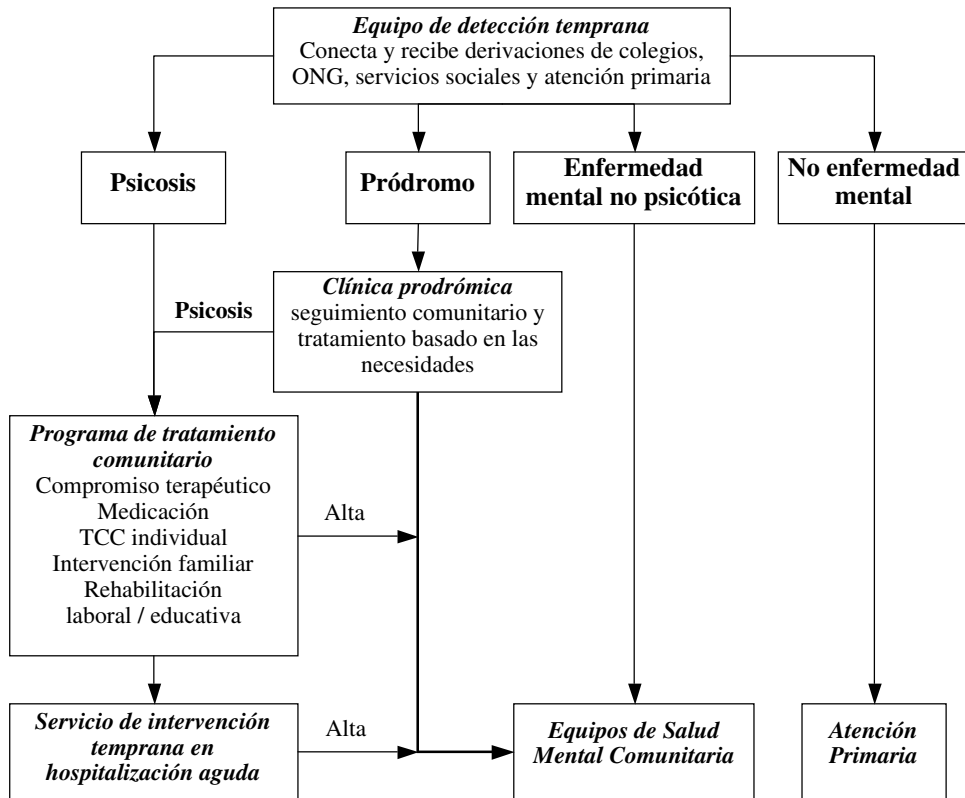 Equipo de detección temprana
Conecta y recibe derivaciones de colegios,
ONG, servicios sociales y atención primaria
Psicosis
Pródromo
Enfermedad
mental no psicótica
No enfermedad
mental
Clínica prodrómica
seguimiento comunitario y
tratamiento basado en las
necesidades
Psicosis
Programa de tratamiento
comunitario
Compromiso terapéutico
Medicación
TCC individual
Intervención familiar
Rehabilitación
laboral / educativa
Alta
Servicio de intervención
temprana en
hospitalización aguda
Alta
Equipos de Salud
Mental Comunitaria
Atención
Primaria